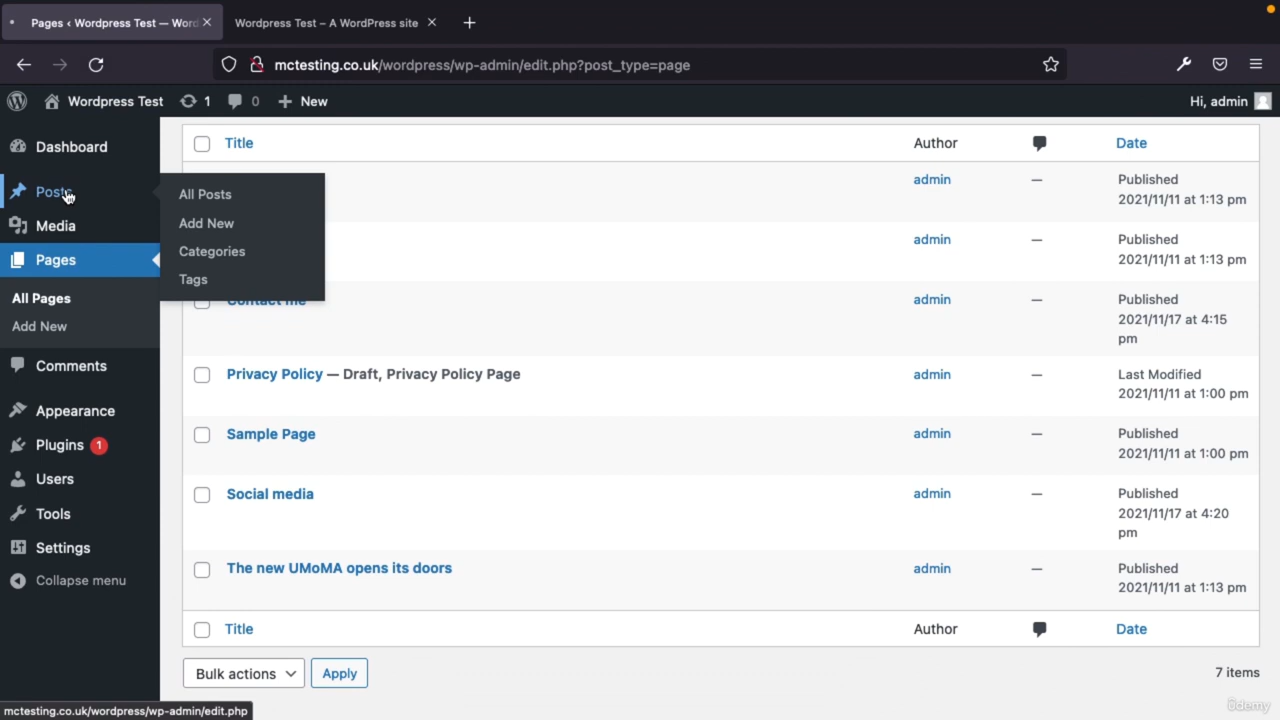 Pages ‹ Wordpress Test — Word
Wordpress Test – A WordPress site
mctesting.co.uk/wordpress/wp-admin/edit.php?post_type=page
Wordpress Test
1
0
New
Hi, admin
Dashboard
Posts
Media
Pages
All Pages
Add New
Comments
Appearance
Plugins 1
Users
Tools
Settings
Collapse menu
All Posts
Add New
Categories
Tags
Title Author Date
admin — Published
2021/11/11 at 1:13 pm
admin — Published
2021/11/11 at 1:13 pm
Contact me admin — Published
2021/11/17 at 4:15
pm
Privacy Policy — Draft, Privacy Policy Page admin — Last Modified
2021/11/11 at 1:00 pm
Sample Page admin — Published
2021/11/11 at 1:00 pm
Social media admin — Published
2021/11/17 at 4:20
pm
The new UMoMA opens its doors admin — Published
2021/11/11 at 1:13 pm
Title Author Date
Bulk actions Apply 7 items
mctesting.co.uk/wordpress/wp-admin/edit.php
Udemy